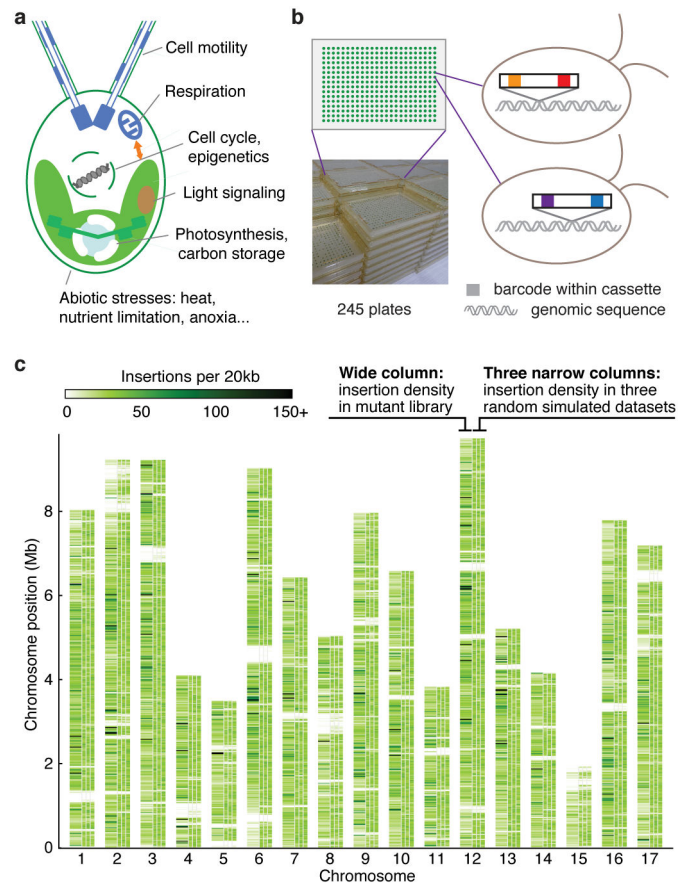 a
Cell motility
Respiration
Cell cycle,
epigenetics
Light signaling
Photosynthesis,
carbon storage
Abiotic stresses: heat,
nutrient limitation, anoxia...
b
245 plates
barcode within cassette
genomic sequence
c
Insertions per 20kb
0 50 100 150+
Wide column:
insertion density
in mutant library
Three narrow columns:
insertion density in three
random simulated datasets
Chromosome position (Mb)
8
6
4
2
0
1 2 3 4 5 6 7 8 9 10 11 12 13 14 15 16 17
Chromosome